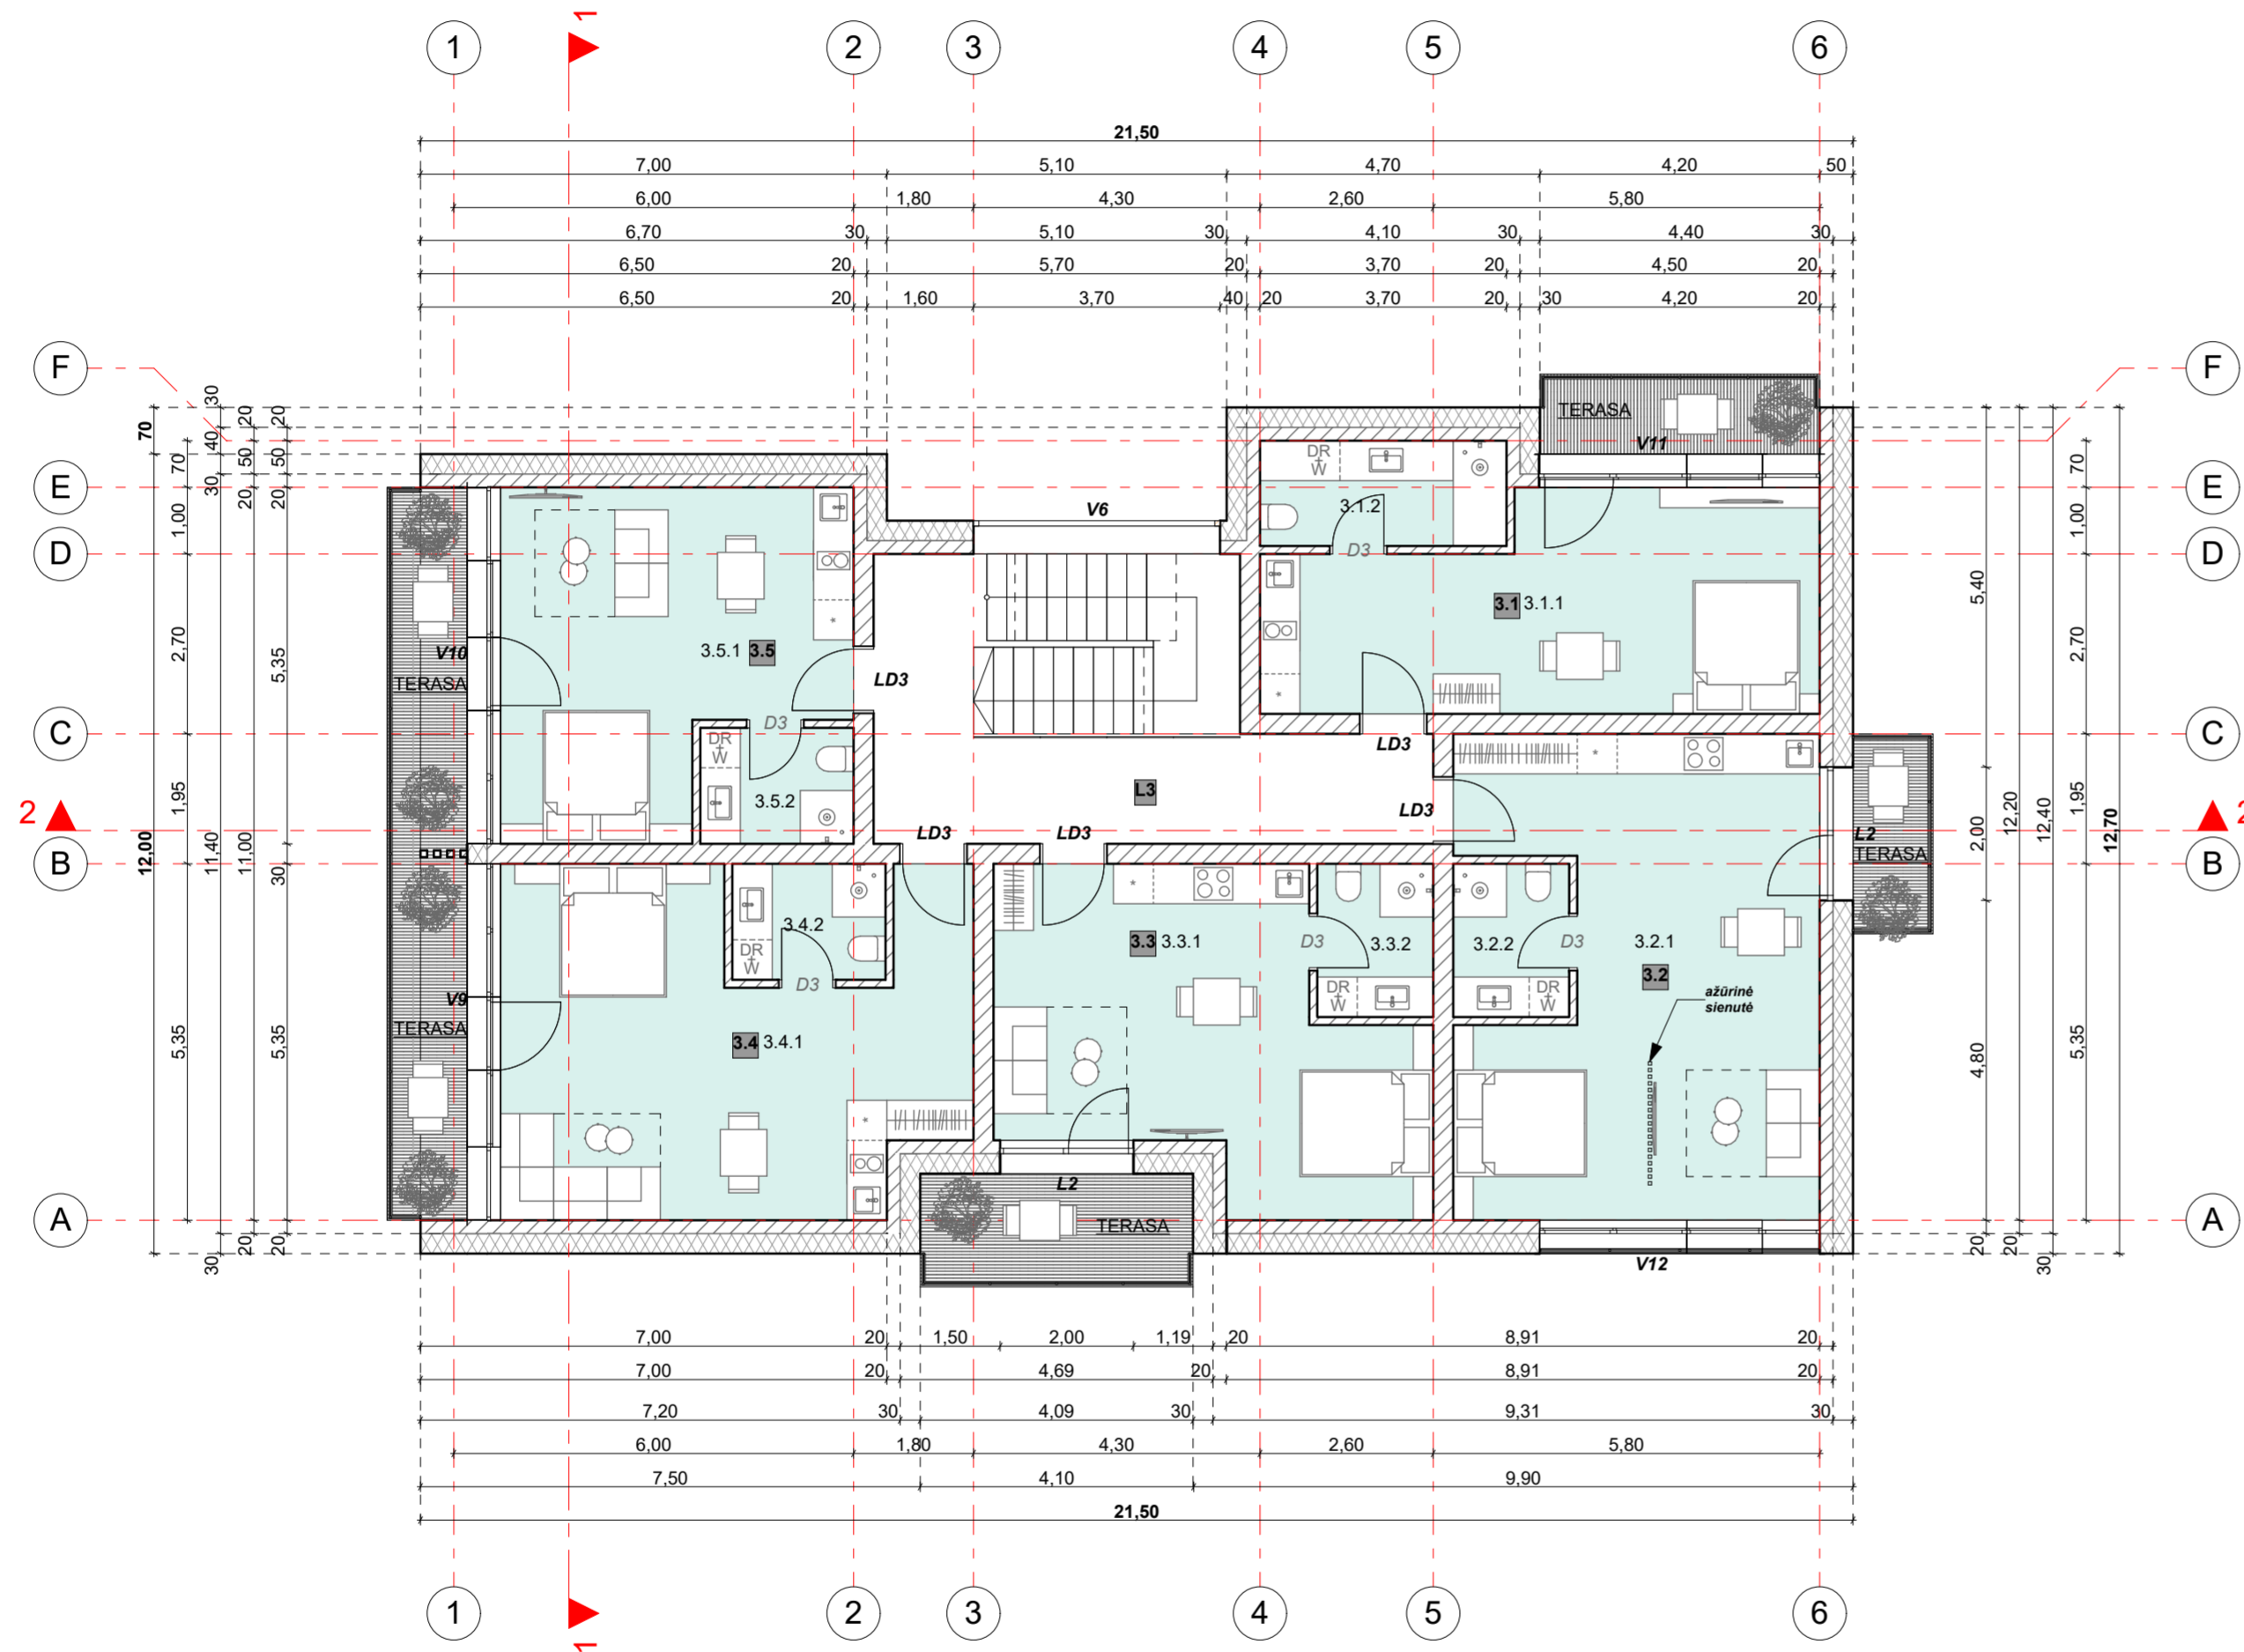 1
1 2 3 4 5 6
21,50
7,00 5,10 4,70 4,20 50
6,00 1,80 4,30 2,60 5,80
6,70 30 5,10 30 4,10 30 4,40 30
6,50 20 5,70 20 3,70 20 4,50 20
6,50 20 1,60 3,70 40 20 3,70 20 30 4,20 20
F F
30
20 20
70 40
TERASA
V11
70 50 50 70
DR
W
E 30 20 20 E
3.1.2
V6
1,00 1,00
D D3 D
5,40
3.1 3.1.1
2,70 5,35 2,70
V10 3.5.1 3.5
TERASA LD3
D3
C LD3 C
DR
W
L3
1,95 3.5.2 1,95
2 LD3 LD3 LD3 2,00 12,20 12,40 12,70 2
L2
TERASA
12,00 11,40 11,00 30
B B
3.4.2
DR
W
D3
3.3 3.3.1 D3 3.3.2 3.2.2 D3 3.2.1
3.2
DR
W
DR
W
ažūrinė
sienutė
V9
TERASA
5,35 5,35 3.4 3.4.1 4,80 5,35
L2
TERASA
A A
20 20 20 20
30 30
V12
7,00 20 1,50 2,00 1,19 20 8,91 20
7,00 20 4,69 20 8,91 20
7,20 30 4,09 30 9,31 30
6,00 1,80 4,30 2,60 5,80
7,50 4,10 9,90
21,50
1 2 3 4 5 6
1